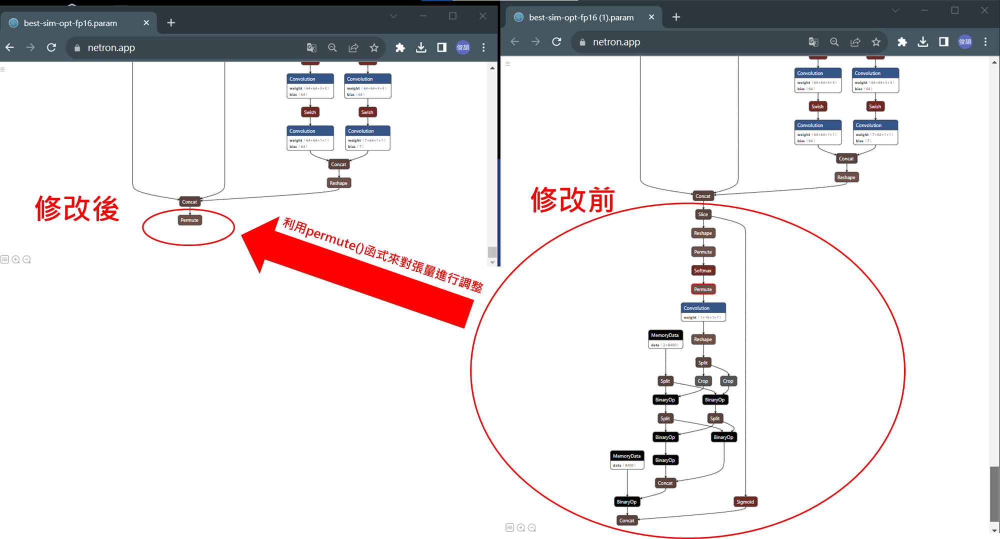 best-sim-opt-fp16.param
netron.app
俊頡
Convolution
weight (64×64×3×3)
bias (64)
Convolution
weight (64×64×3×3)
bias (64)
Swish
Swish
Convolution
weight (64×64×1×1)
bias (64)
Convolution
weight (7×64×1×1)
bias (7)
Concat
Reshape
Concat
Permute
修改後
利用permute()函式來對張量進行調整
best-sim-opt-fp16 (1).param
netron.app
俊頡
Convolution
weight (64×64×3×3)
bias (64)
Convolution
weight (64×64×3×3)
bias (64)
Swish
Swish
Convolution
weight (64×64×1×1)
bias (64)
Convolution
weight (7×64×1×1)
bias (7)
Concat
Reshape
修改前
Concat
Slice
Reshape
Permute
Softmax
Permute
Convolution
weight (1×16×1×1)
MemoryData
data (2×8400)
Reshape
Split
Split
Crop
Crop
BinaryOp
BinaryOp
Split
Split
BinaryOp
BinaryOp
MemoryData
data (8400)
BinaryOp
Concat
BinaryOp
Sigmoid
Concat